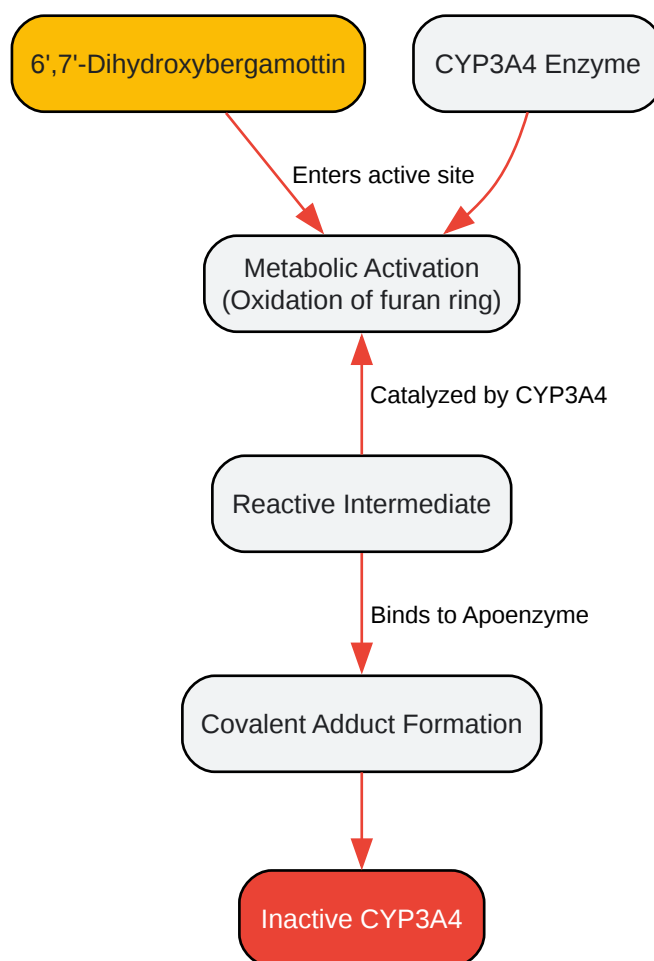 6',7'-Dihydroxybergamottin
CYP3A4 Enzyme
Enters active site
Metabolic Activation
(Oxidation of furan ring)
Catalyzed by CYP3A4
Reactive Intermediate
Binds to Apoenzyme
Covalent Adduct Formation
Inactive CYP3A4